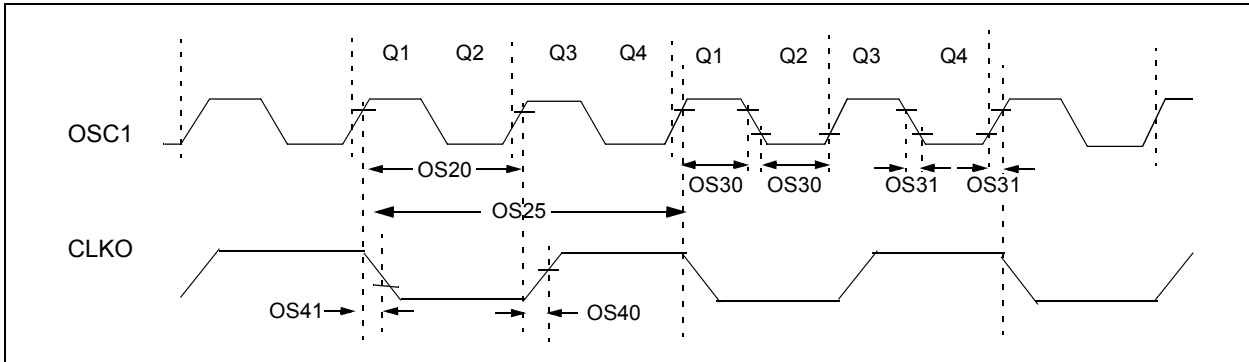 Q1 Q2 Q3 Q4 Q1 Q2 Q3 Q4
OSC1
OS20 OS30 OS30 OS31 OS31
OS25
CLKO
OS41 OS40